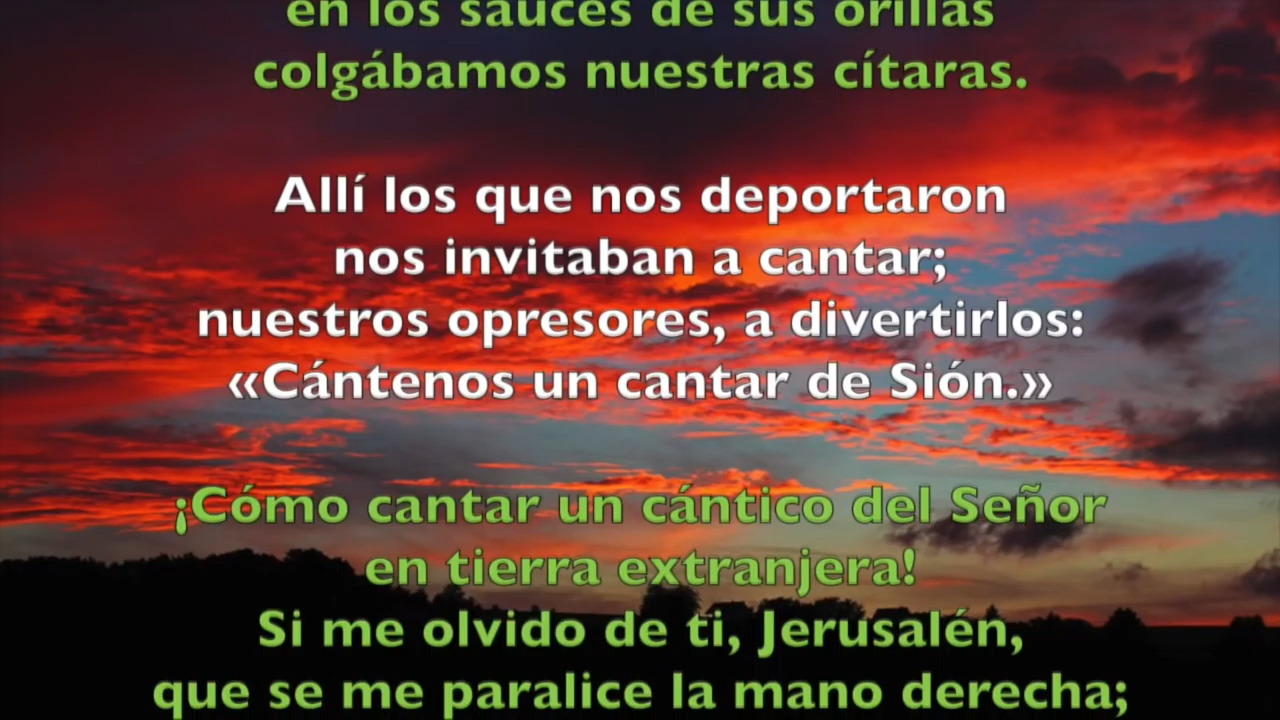 en los sauces de sus orillas
colgábamos nuestras cítaras.
Allí los que nos deportaron
nos invitaban a cantar;
nuestros opresores, a divertirlos:
«Cántenos un cantar de Sión.»
¡Cómo cantar un cántico del Señor
en tierra extranjera!
Si me olvido de ti, Jerusalén,
que se me paralice la mano derecha;